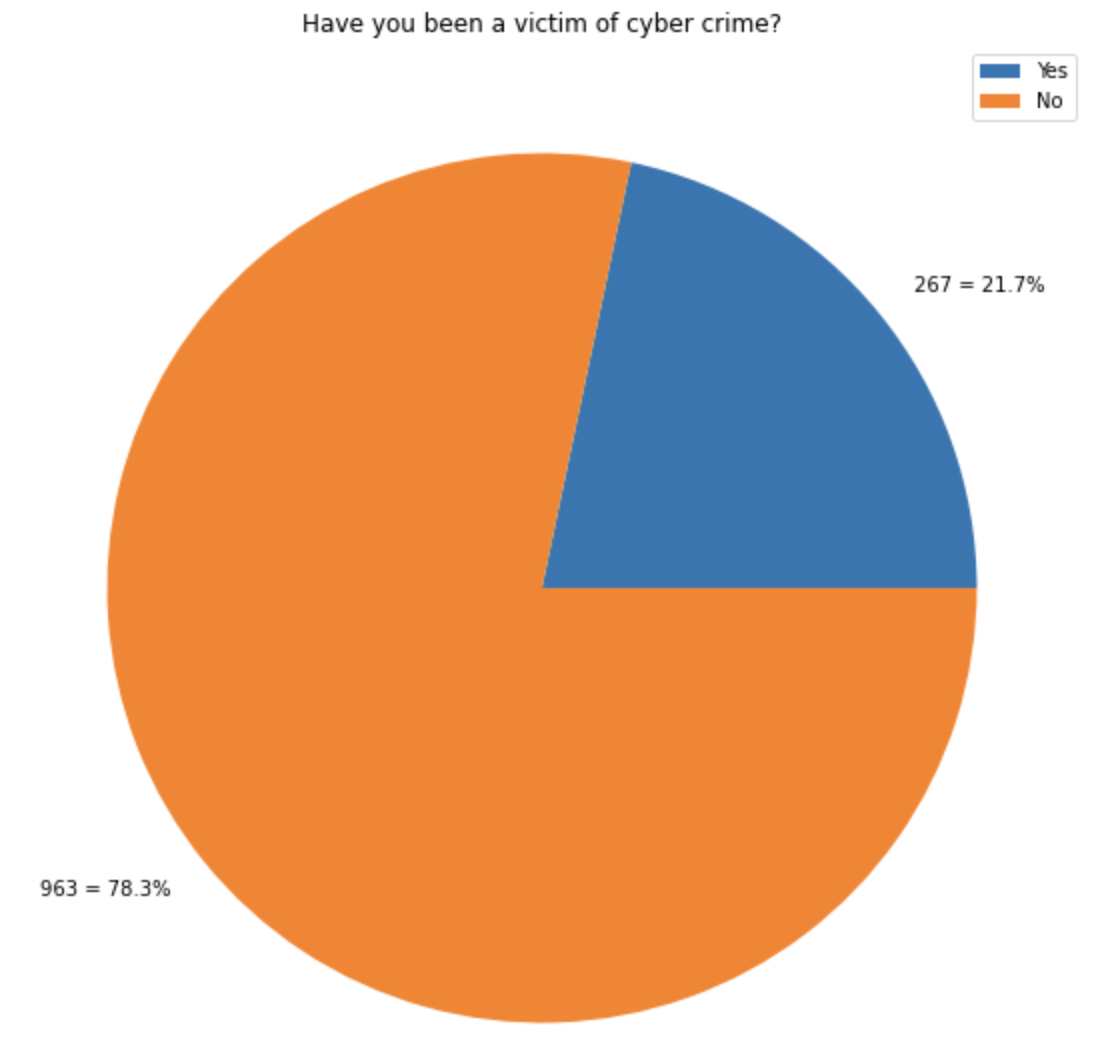 Have you been a victim of cyber crime?
Yes
No
267 = 21.7%
963 = 78.3%